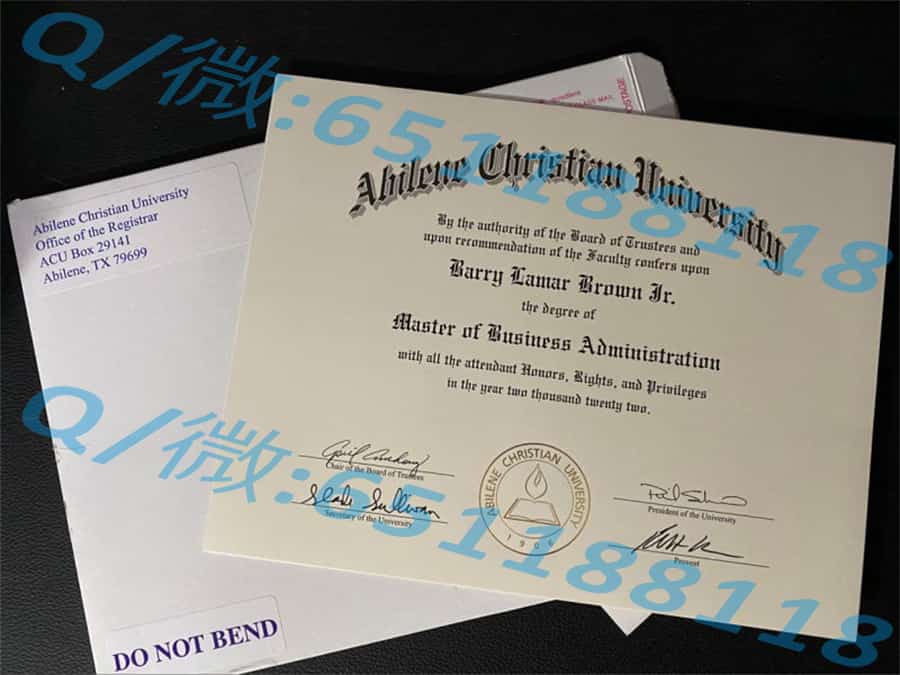 Q/微:651188118
Abilene Christian University
Office of the Registrar
ACU Box 29141
Abilene, TX 79699
Abilene Christian University
By the authority of the Board of Trustees and
upon recommendation of the Faculty confers upon
Barry Lamar Brown Jr.
the degree of
Master of Business Administration
with all the attendant Honors, Rights, and Privileges
in the year two thousand twenty two.
Q/微:651188118
Chair of the Board of Trustees
Slade Sullivan
Secretary of the University
ABILENE CHRISTIAN UNIVERSITY
1906
President of the University
Provost
DO NOT BEND